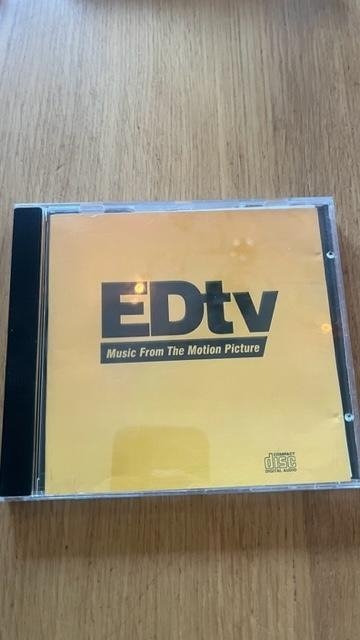 EDtv
Music From The Motion Picture
COMPACT
disc
DIGITAL AUDIO